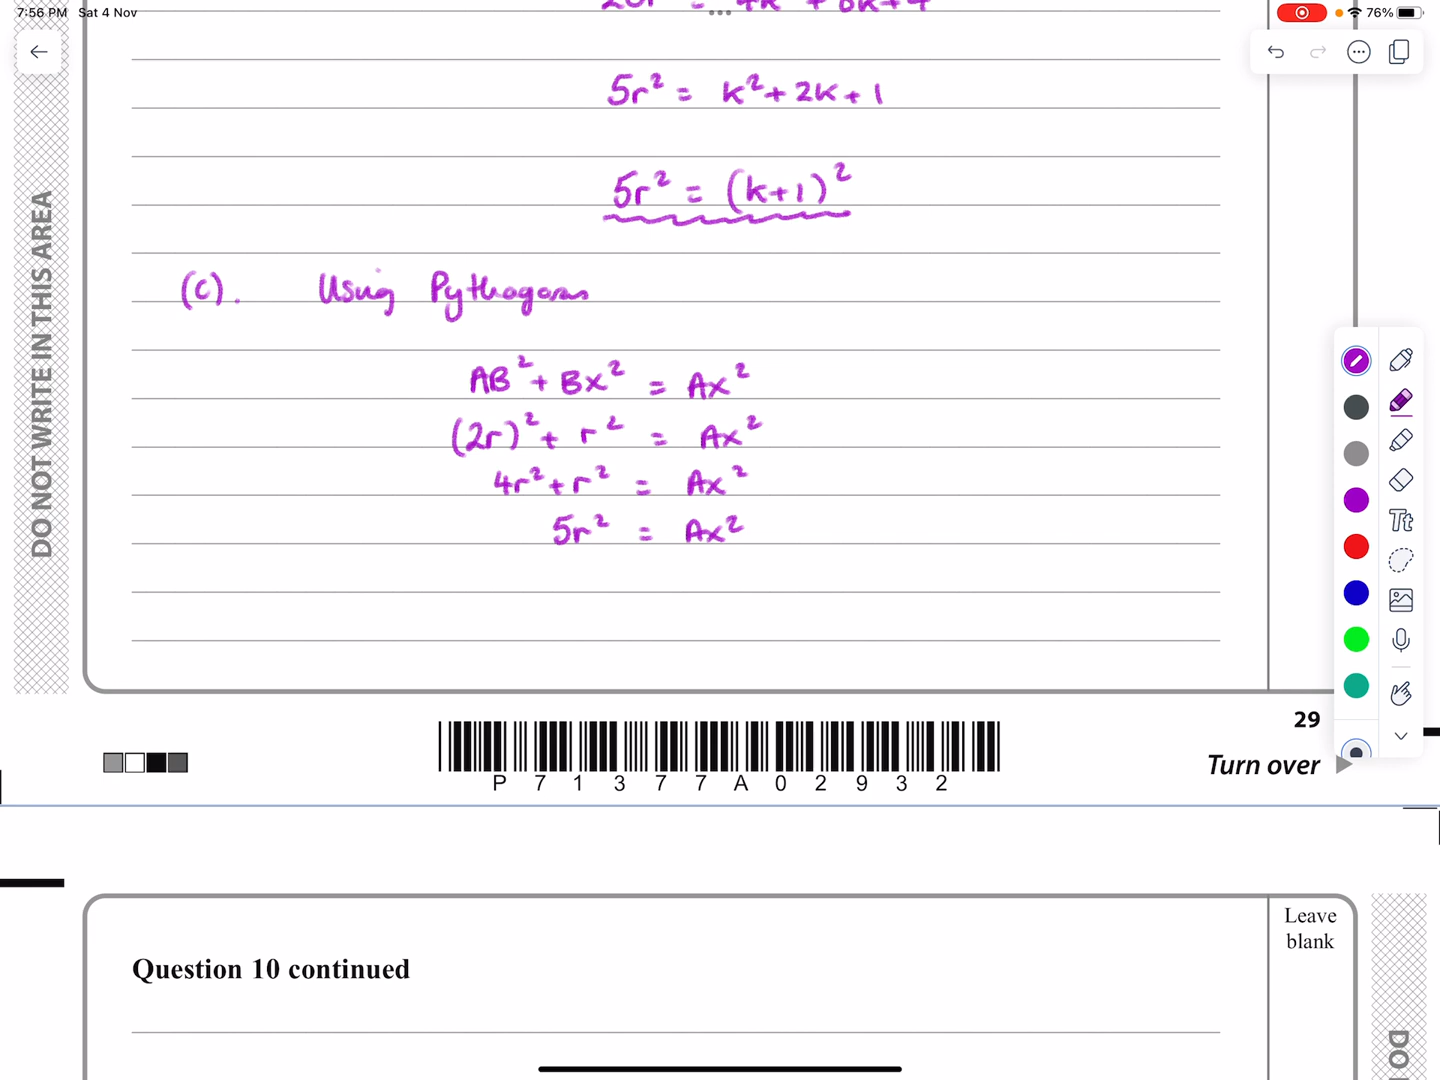 7:56 PM Sat 4 Nov
76%
5r² = k²+2k+1
5r² = (k+1)²
(c). Using Pythagoras
AB² + BX² = AX²
(2r)² + r² = AX²
4r² + r² = AX²
5r² = AX²
DO NOT WRITE IN THIS AREA
Tt
29
Turn over
P 7 1 3 7 7 A 0 2 9 3 2
Leave
blank
Question 10 continued
DO